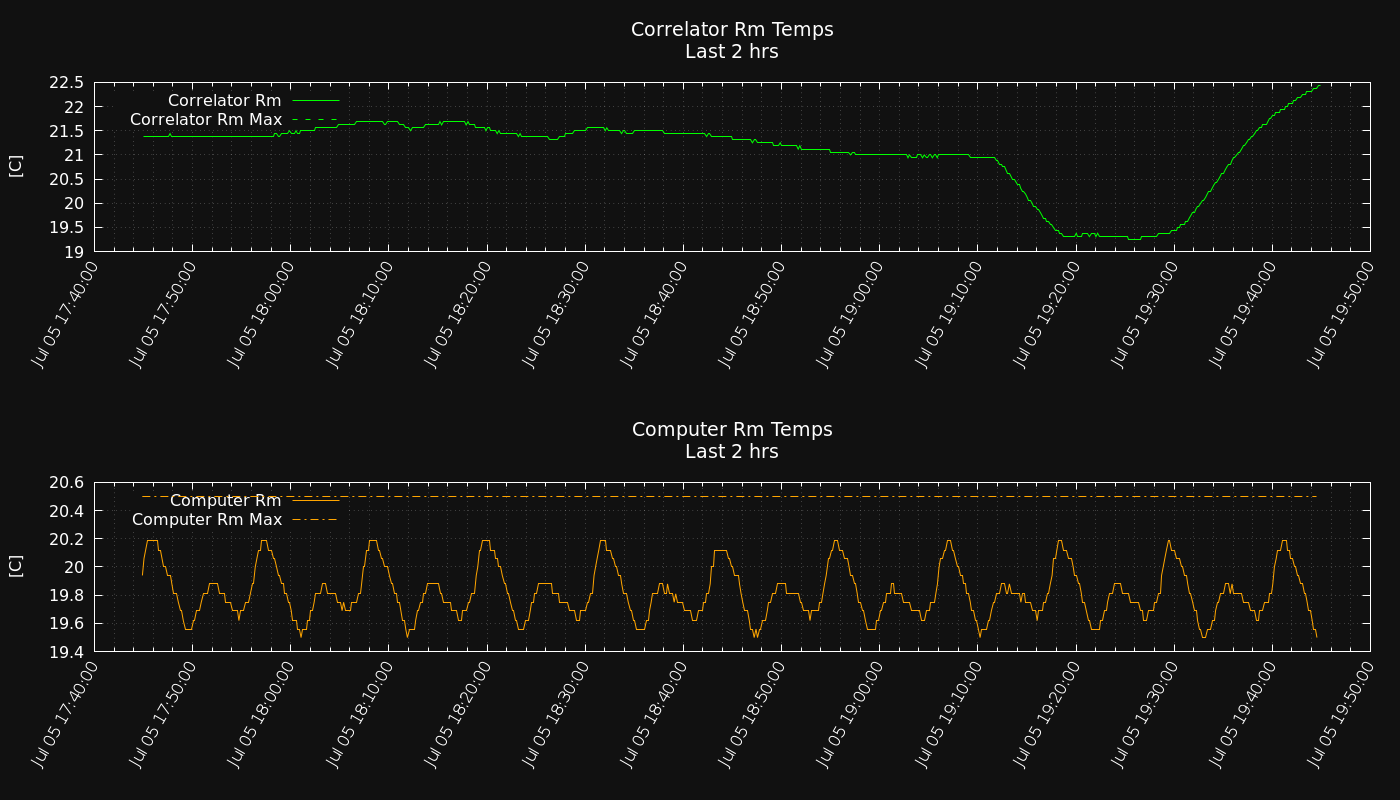 Correlator Rm Temps
Last 2 hrs
[C]
22.5
22
21.5
21
20.5
20
19.5
19
Correlator Rm
Correlator Rm Max
Jul 05 17:40:00
Jul 05 17:50:00
Jul 05 18:00:00
Jul 05 18:10:00
Jul 05 18:20:00
Jul 05 18:30:00
Jul 05 18:40:00
Jul 05 18:50:00
Jul 05 19:00:00
Jul 05 19:10:00
Jul 05 19:20:00
Jul 05 19:30:00
Jul 05 19:40:00
Jul 05 19:50:00
Computer Rm Temps
Last 2 hrs
[C]
20.6
20.4
20.2
20
19.8
19.6
19.4
Computer Rm
Computer Rm Max
Jul 05 17:40:00
Jul 05 17:50:00
Jul 05 18:00:00
Jul 05 18:10:00
Jul 05 18:20:00
Jul 05 18:30:00
Jul 05 18:40:00
Jul 05 18:50:00
Jul 05 19:00:00
Jul 05 19:10:00
Jul 05 19:20:00
Jul 05 19:30:00
Jul 05 19:40:00
Jul 05 19:50:00